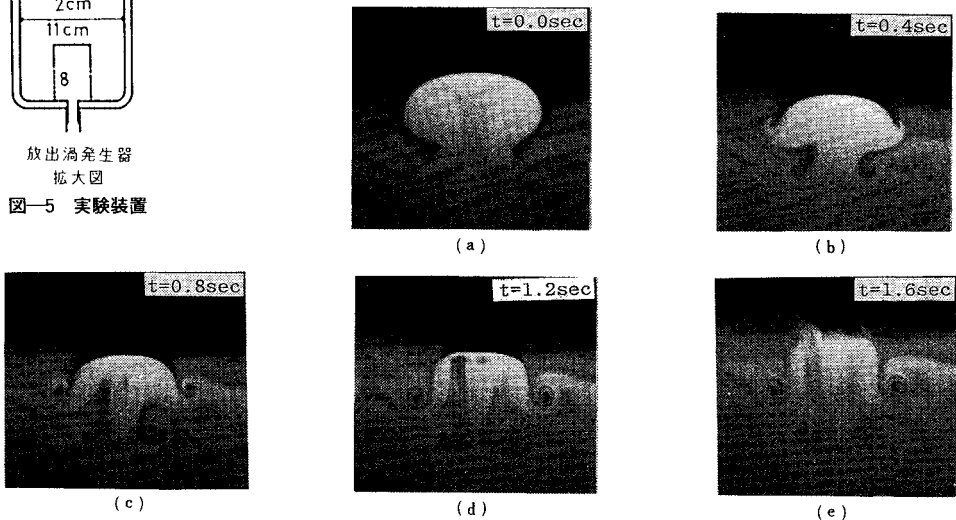 2cm
11cm
8
放出渦発生器
拡大図
図―5 実験装置
t=0.0sec
(a)
t=0.4sec
(b)
t=0.8sec
(c)
t=1.2sec
(d)
t=1.6sec
(e)